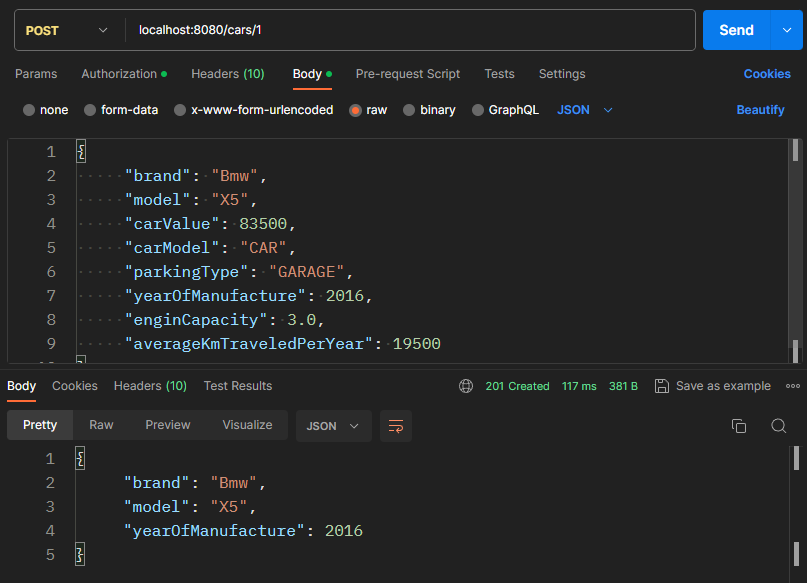 POST localhost:8080/cars/1 Send
Params Authorization Headers (10) Body Pre-request Script Tests Settings Cookies
none form-data x-www-form-urlencoded raw binary GraphQL JSON Beautify
1 {
2 "brand": "Bmw",
3 "model": "X5",
4 "carValue": 83500,
5 "carModel": "CAR",
6 "parkingType": "GARAGE",
7 "yearOfManufacture": 2016,
8 "enginCapacity": 3.0,
9 "averageKmTraveledPerYear": 19500
Body Cookies Headers (10) Test Results 201 Created 117 ms 381 B Save as example
Pretty Raw Preview Visualize JSON
1 {
2 "brand": "Bmw",
3 "model": "X5",
4 "yearOfManufacture": 2016
5 }